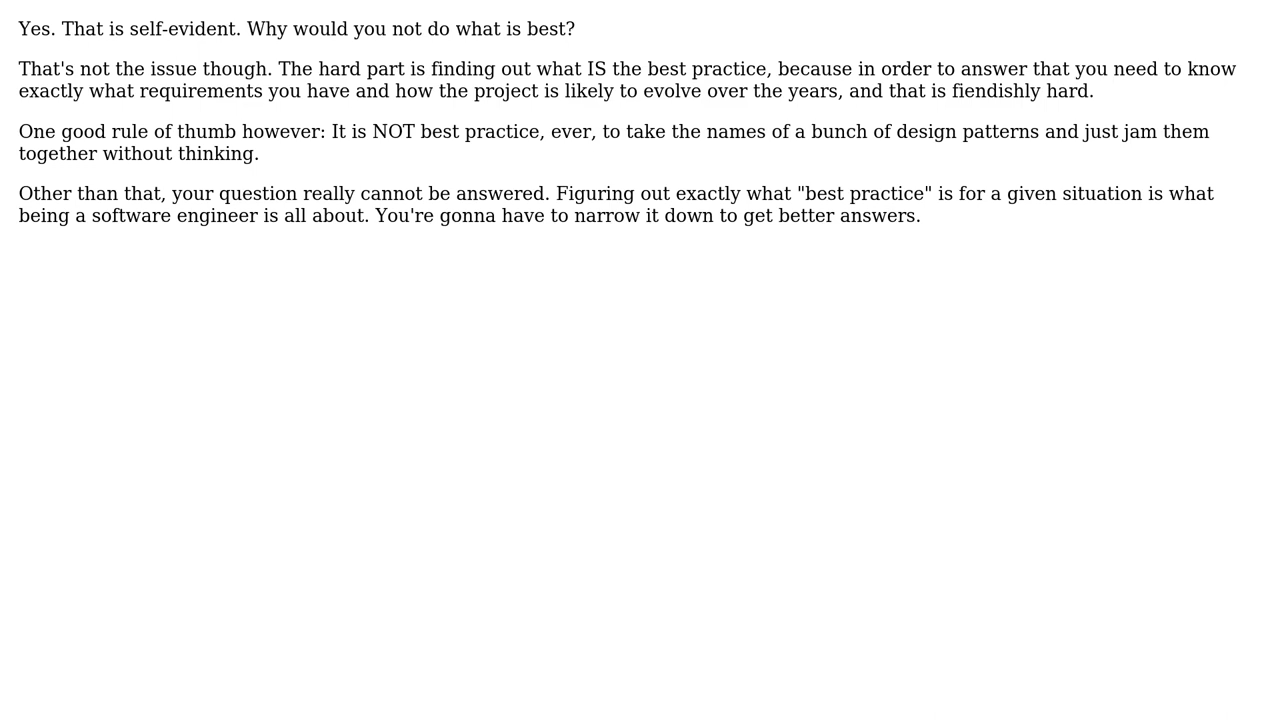 Yes. That is self-evident. Why would you not do what is best?
That's not the issue though. The hard part is finding out what IS the best practice, because in order to answer that you need to know
exactly what requirements you have and how the project is likely to evolve over the years, and that is fiendishly hard.
One good rule of thumb however: It is NOT best practice, ever, to take the names of a bunch of design patterns and just jam them
together without thinking.
Other than that, your question really cannot be answered. Figuring out exactly what "best practice" is for a given situation is what
being a software engineer is all about. You're gonna have to narrow it down to get better answers.